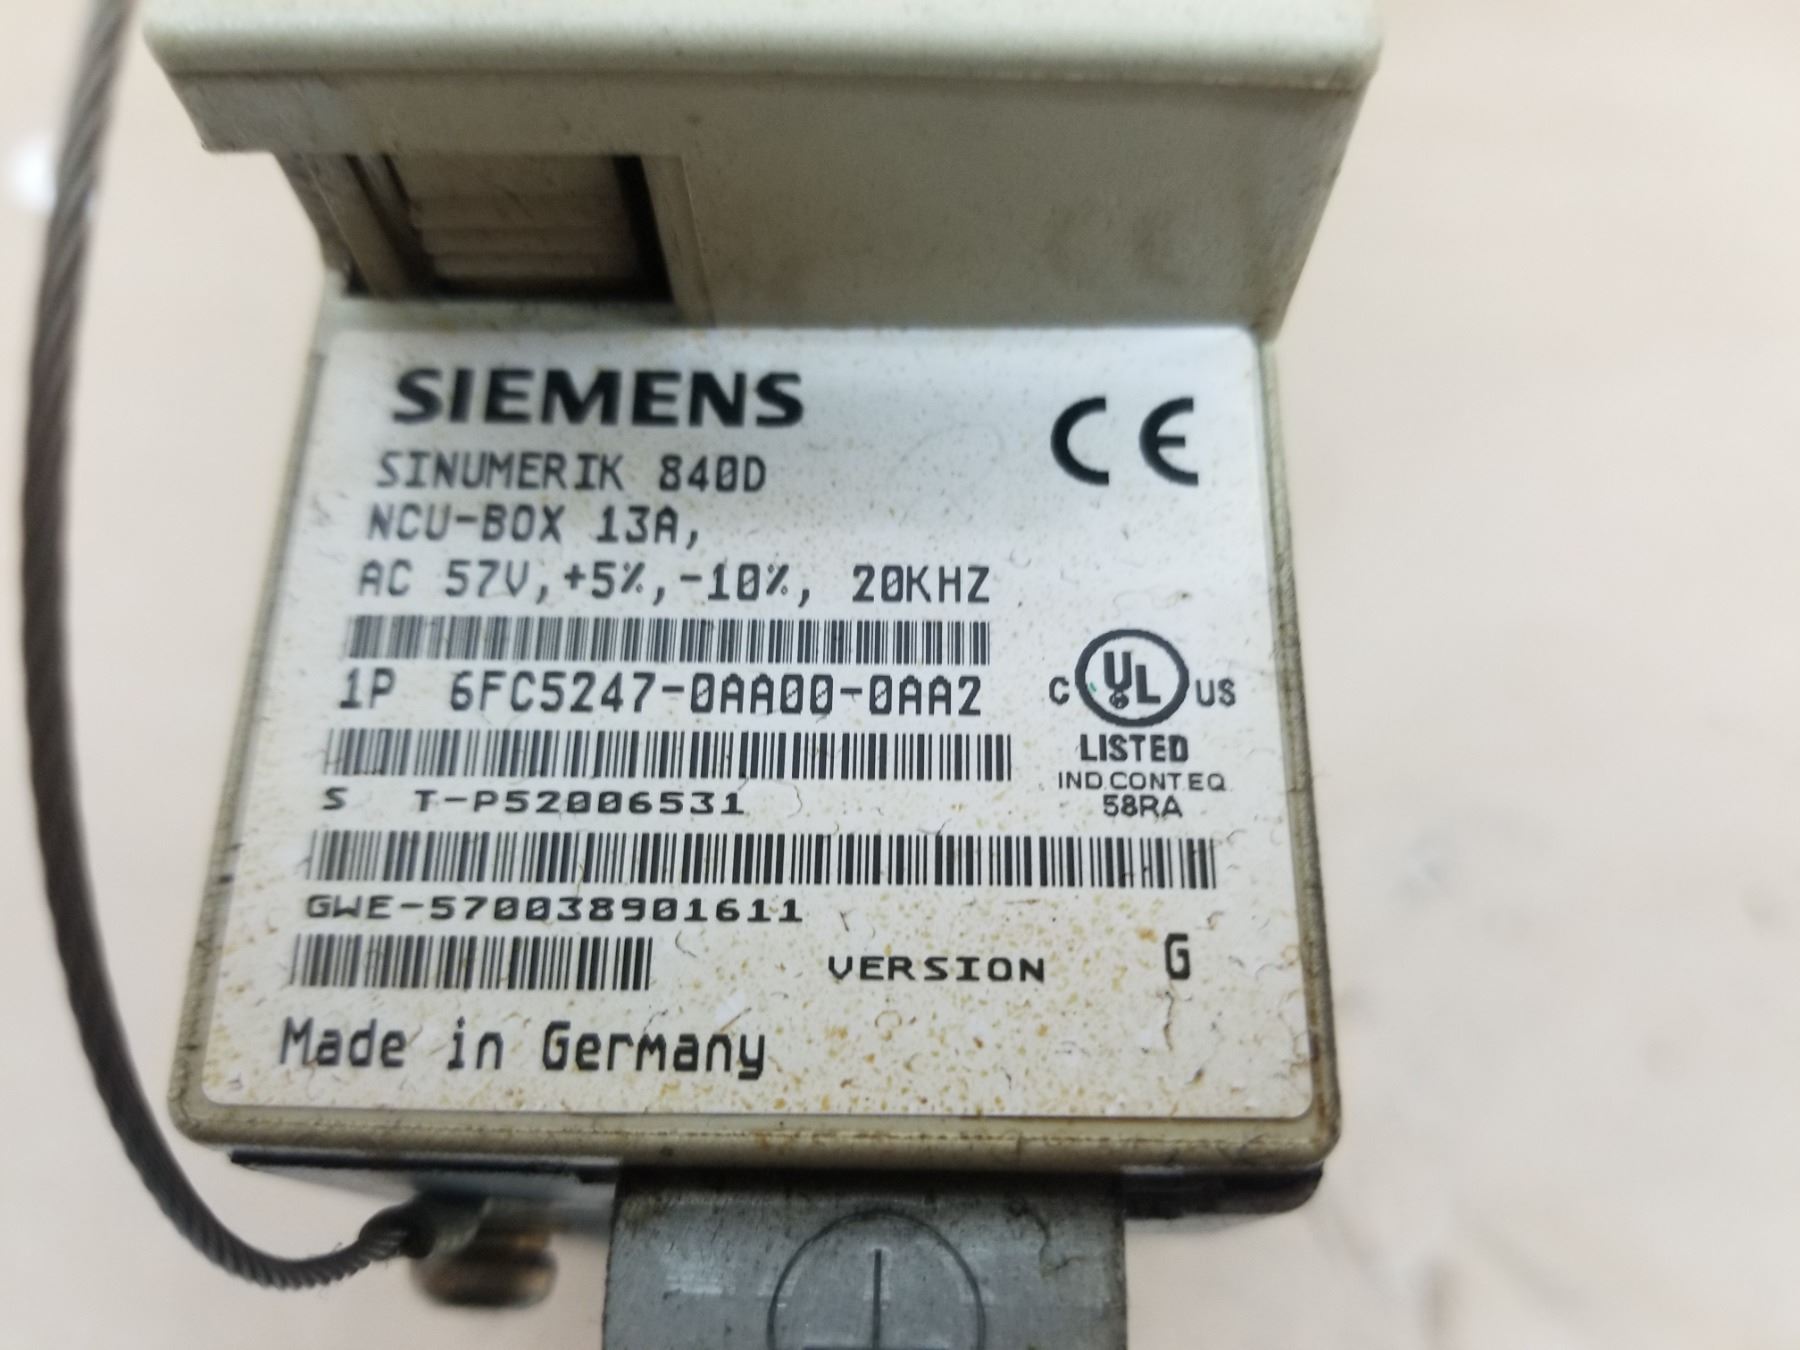 SIEMENS
CE
SINUMERIK 840D
NCU-BOX 13A,
AC 57V,+5%,-10%, 20KHZ
1P 6FC5247-0AA00-0AA2
C UL US
LISTED
IND.CONT.EQ.
58RA
S T-P52006531
GWE-570038901611
VERSION G
Made in Germany